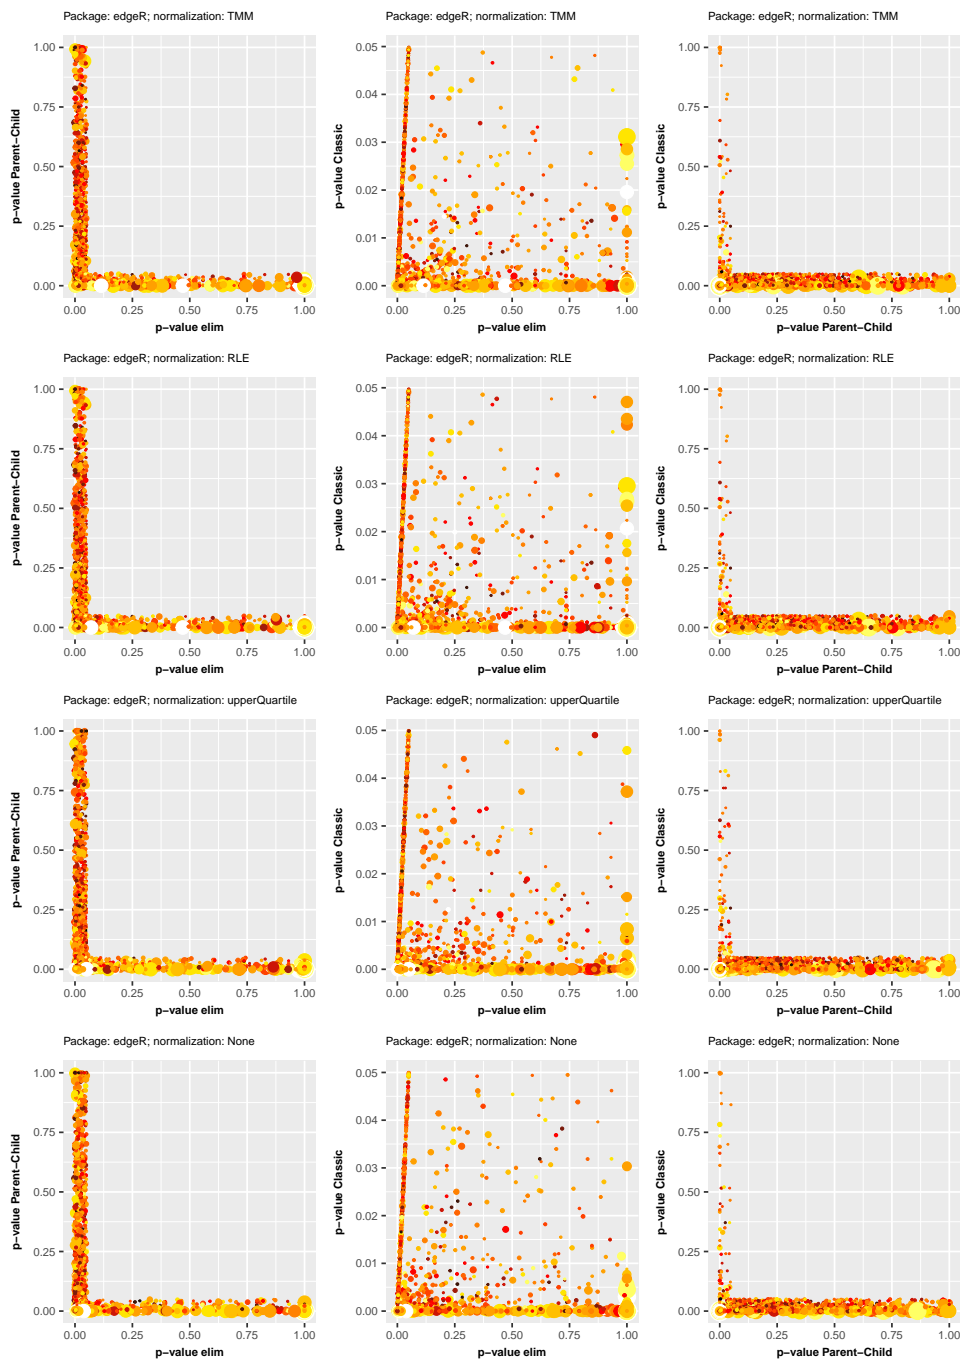 Package: edgeR; normalization: TMM
Package: edgeR; normalization: TMM
Package: edgeR; normalization: TMM
p−value Parent−Child
1.00
0.75
0.50
0.25
0.00
0.00 0.25 0.50 0.75 1.00
p−value elim
p−value Classic
0.05
0.04
0.03
0.02
0.01
0.00
0.00 0.25 0.50 0.75 1.00
p−value elim
p−value Classic
1.00
0.75
0.50
0.25
0.00
0.00 0.25 0.50 0.75 1.00
p−value Parent−Child
Package: edgeR; normalization: RLE
Package: edgeR; normalization: RLE
Package: edgeR; normalization: RLE
p−value Parent−Child
1.00
0.75
0.50
0.25
0.00
0.00 0.25 0.50 0.75 1.00
p−value elim
p−value Classic
0.05
0.04
0.03
0.02
0.01
0.00
0.00 0.25 0.50 0.75 1.00
p−value elim
p−value Classic
1.00
0.75
0.50
0.25
0.00
0.00 0.25 0.50 0.75 1.00
p−value Parent−Child
Package: edgeR; normalization: upperQuartile
Package: edgeR; normalization: upperQuartile
Package: edgeR; normalization: upperQuartile
p−value Parent−Child
1.00
0.75
0.50
0.25
0.00
0.00 0.25 0.50 0.75 1.00
p−value elim
p−value Classic
0.05
0.04
0.03
0.02
0.01
0.00
0.00 0.25 0.50 0.75 1.00
p−value elim
p−value Classic
1.00
0.75
0.50
0.25
0.00
0.00 0.25 0.50 0.75 1.00
p−value Parent−Child
Package: edgeR; normalization: None
Package: edgeR; normalization: None
Package: edgeR; normalization: None
p−value Parent−Child
1.00
0.75
0.50
0.25
0.00
0.00 0.25 0.50 0.75 1.00
p−value elim
p−value Classic
0.05
0.04
0.03
0.02
0.01
0.00
0.00 0.25 0.50 0.75 1.00
p−value elim
p−value Classic
1.00
0.75
0.50
0.25
0.00
0.00 0.25 0.50 0.75 1.00
p−value Parent−Child